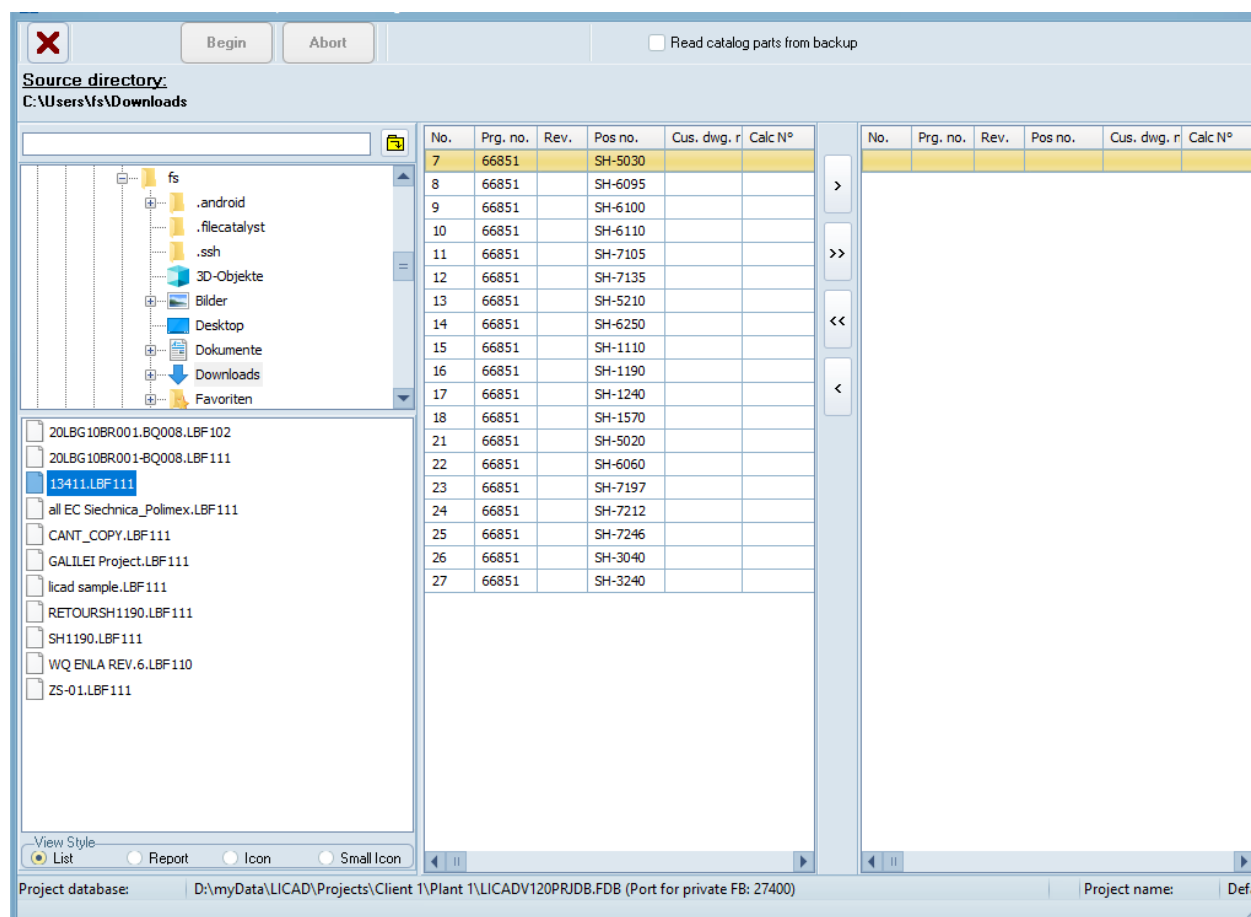 Begin
Abort
Read catalog parts from backup
Source directory:
C:\Users\fs\Downloads
fs
.android
.filecatalyst
.ssh
3D-Objekte
Bilder
Desktop
Dokumente
Downloads
Favoriten
20LBG10BR001.BQ008.LBF102
20LBG10BR001-BQ008.LBF111
13411.LBF111
all EC Siechnica_Polimex.LBF111
CANT_COPY.LBF111
GALILEI Project.LBF111
licad sample.LBF111
RETOURSH1190.LBF111
SH1190.LBF111
WQ ENLA REV.6.LBF110
ZS-01.LBF111
View Style
List Report Icon Small Icon
No. Prg. no. Rev. Pos no. Cus. dwg. r Calc N°
7 66851 SH-5030
8 66851 SH-6095
9 66851 SH-6100
10 66851 SH-6110
11 66851 SH-7105
12 66851 SH-7135
13 66851 SH-5210
14 66851 SH-6250
15 66851 SH-1110
16 66851 SH-1190
17 66851 SH-1240
18 66851 SH-1570
21 66851 SH-5020
22 66851 SH-6060
23 66851 SH-7197
24 66851 SH-7212
25 66851 SH-7246
26 66851 SH-3040
27 66851 SH-3240
>
>>
<<
<
No. Prg. no. Rev. Pos no. Cus. dwg. r Calc N°
Project database: D:\myData\LICAD\Projects\Client 1\Plant 1\LICADV120PRJDB.FDB (Port for private FB: 27400) Project name: Defa